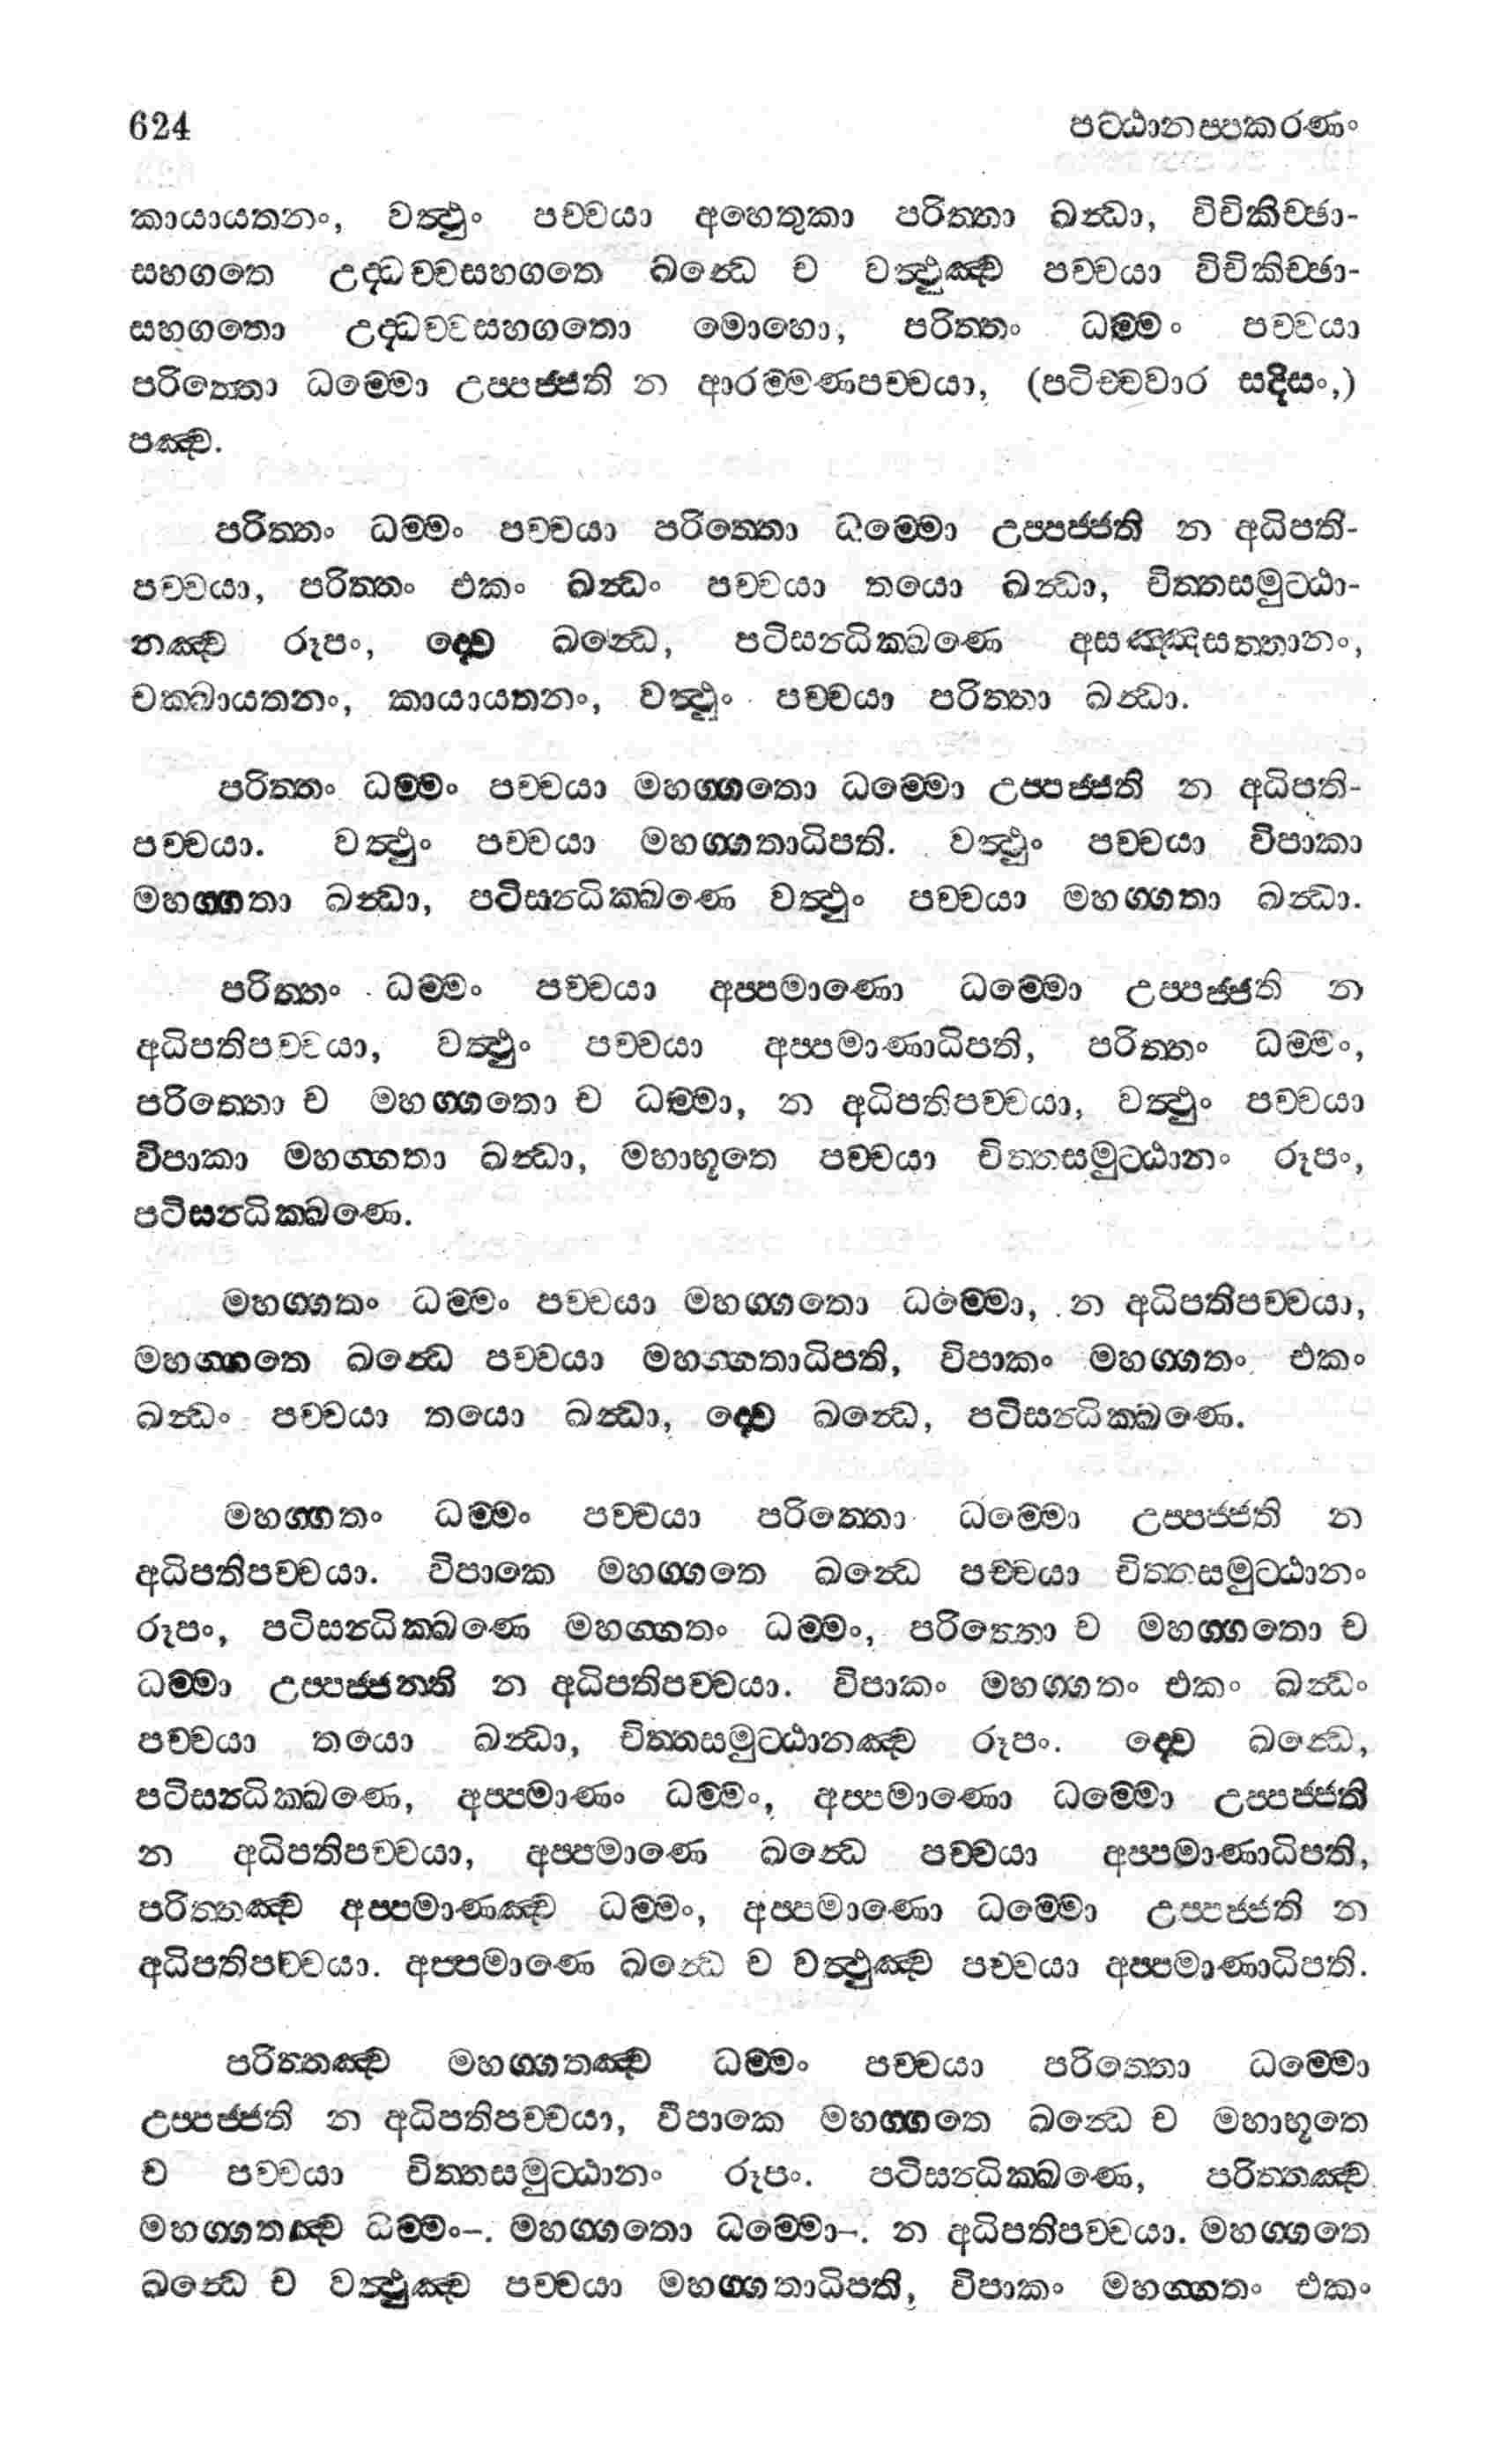 624 පට්ඨානප්පකරණං
කායායතනං, වත්ථුං පච්චයා අහෙතුකා පරිත්තා ඛන්ධා, විචිකිච්ඡා-
සහගතෙ උද්ධච්චසහගතෙ ඛන්ධෙ ච වත්ථුඤ්ච පච්චයා විචිකිච්ඡා-
සහගතො උද්ධච්චසහගතො මොහො, පරිත්තං ධම්මං පච්චයා
පරිත්තො ධම්මො උප්පජ්ජති න ආරම්මණපච්චයා, (පටිච්චවාර සදිසං,)
පඤ්ච.
පරිත්තං ධම්මං පච්චයා පරිත්තො ධම්මො උප්පජ්ජති න අධිපති-
පච්චයා, පරිත්තං එකං ඛන්ධං පච්චයා තයො ඛන්ධා, චිත්තසමුට්ඨා-
නඤ්ච රූපං, ද්වෙ ඛන්ධෙ, පටිසන්ධික්ඛණෙ අසඤ්ඤසත්තානං,
චක්ඛායතනං, කායායතනං, වත්ථුං පච්චයා පරිත්තා ඛන්ධා.
පරිත්තං ධම්මං පච්චයා මහග්ගතො ධම්මො උප්පජ්ජති න අධිපති-
පච්චයා. වත්ථුං පච්චයා මහග්ගතාධිපති. වත්ථුං පච්චයා විපාකා
මහග්ගතා ඛන්ධා, පටිසන්ධික්ඛණෙ වත්ථුං පච්චයා මහග්ගතා ඛන්ධා.
පරිත්තං ධම්මං පච්චයා අප්පමාණො ධම්මො උප්පජ්ජති න
අධිපතිපච්චයා, වත්ථුං පච්චයා අප්පමාණාධිපති, පරිත්තං ධම්මං,
පරිත්තො ච මහග්ගතො ච ධම්මා, න අධිපතිපච්චයා, වත්ථුං පච්චයා
විපාකා මහග්ගතා ඛන්ධා, මහාභූතෙ පච්චයා චිත්තසමුට්ඨානං රූපං,
පටිසන්ධික්ඛණෙ.
මහග්ගතං ධම්මං පච්චයා මහග්ගතො ධම්මො, න අධිපතිපච්චයා,
මහග්ගතෙ ඛන්ධෙ පච්චයා මහග්ගතාධිපති, විපාකං මහග්ගතං එකං
ඛන්ධං පච්චයා තයො ඛන්ධා, ද්වෙ ඛන්ධෙ, පටිසන්ධික්ඛණෙ.
මහග්ගතං ධම්මං පච්චයා පරිත්තො ධම්මො උප්පජ්ජති න
අධිපතිපච්චයා. විපාකෙ මහග්ගතෙ ඛන්ධෙ පච්චයා චිත්තසමුට්ඨානං
රූපං, පටිසන්ධික්ඛණෙ මහග්ගතං ධම්මං, පරිත්තො ච මහග්ගතො ච
ධම්මා උප්පජ්ජන්ති න අධිපතිපච්චයා. විපාකං මහග්ගතං එකං ඛන්ධං
පච්චයා තයො ඛන්ධා, චිත්තසමුට්ඨානඤ්ච රූපං. ද්වෙ ඛන්ධෙ,
පටිසන්ධික්ඛණෙ, අප්පමාණං ධම්මං, අප්පමාණො ධම්මො උප්පජ්ජති
න අධිපතිපච්චයා, අප්පමාණෙ ඛන්ධෙ පච්චයා අප්පමාණාධිපති,
පරිත්තඤ්ච අප්පමාණඤ්ච ධම්මං, අප්පමාණො ධම්මො උප්පජ්ජති න
අධිපතිපච්චයා. අප්පමාණෙ ඛන්ධෙ ච වත්ථුඤ්ච පච්චයා අප්පමාණාධිපති.
පරිත්තඤ්ච මහග්ගතඤ්ච ධම්මං පච්චයා පරිත්තො ධම්මො
උප්පජ්ජති න අධිපතිපච්චයා, විපාකෙ මහග්ගතෙ ඛන්ධෙ ච මහාභූතෙ
ච පච්චයා චිත්තසමුට්ඨානං රූපං. පටිසන්ධික්ඛණෙ, පරිත්තඤ්ච
මහග්ගතඤ්ච ධම්මං-. මහග්ගතො ධම්මො-. න අධිපතිපච්චයා. මහග්ගතෙ
ඛන්ධෙ ච වත්ථුඤ්ච පච්චයා මහග්ගතාධිපති, විපාකං මහග්ගතං එකං